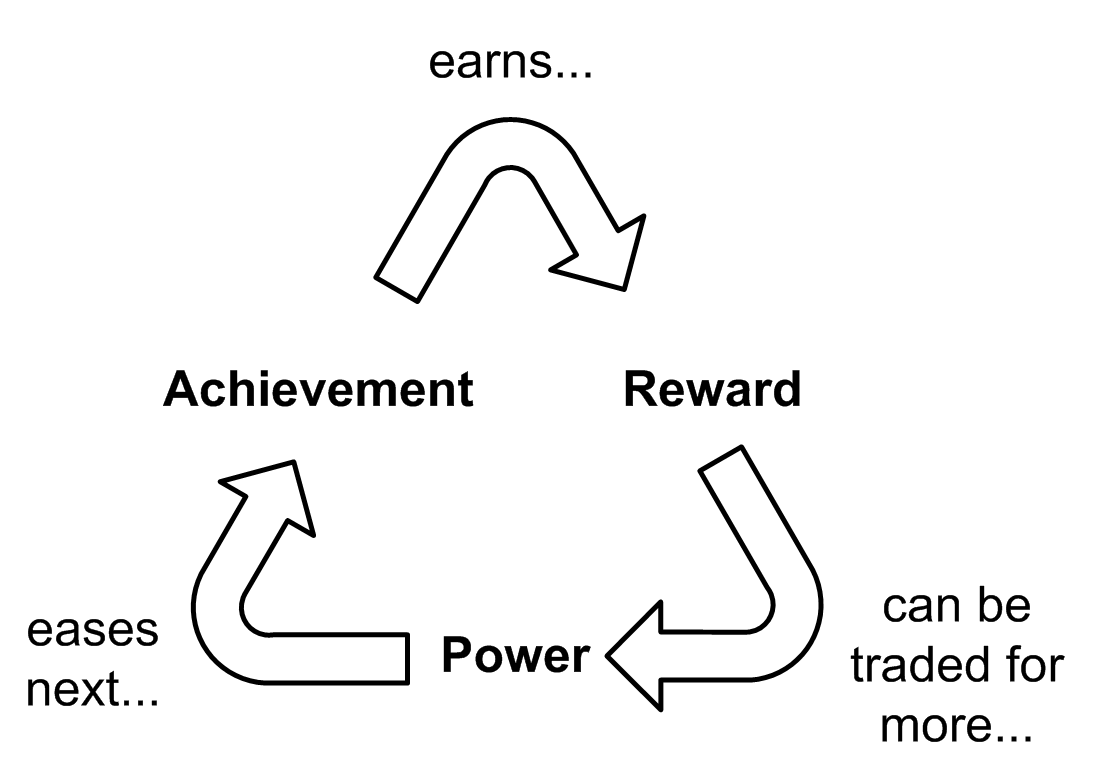 earns...
Achievement
Reward
eases
next...
Power
can be
traded for
more...